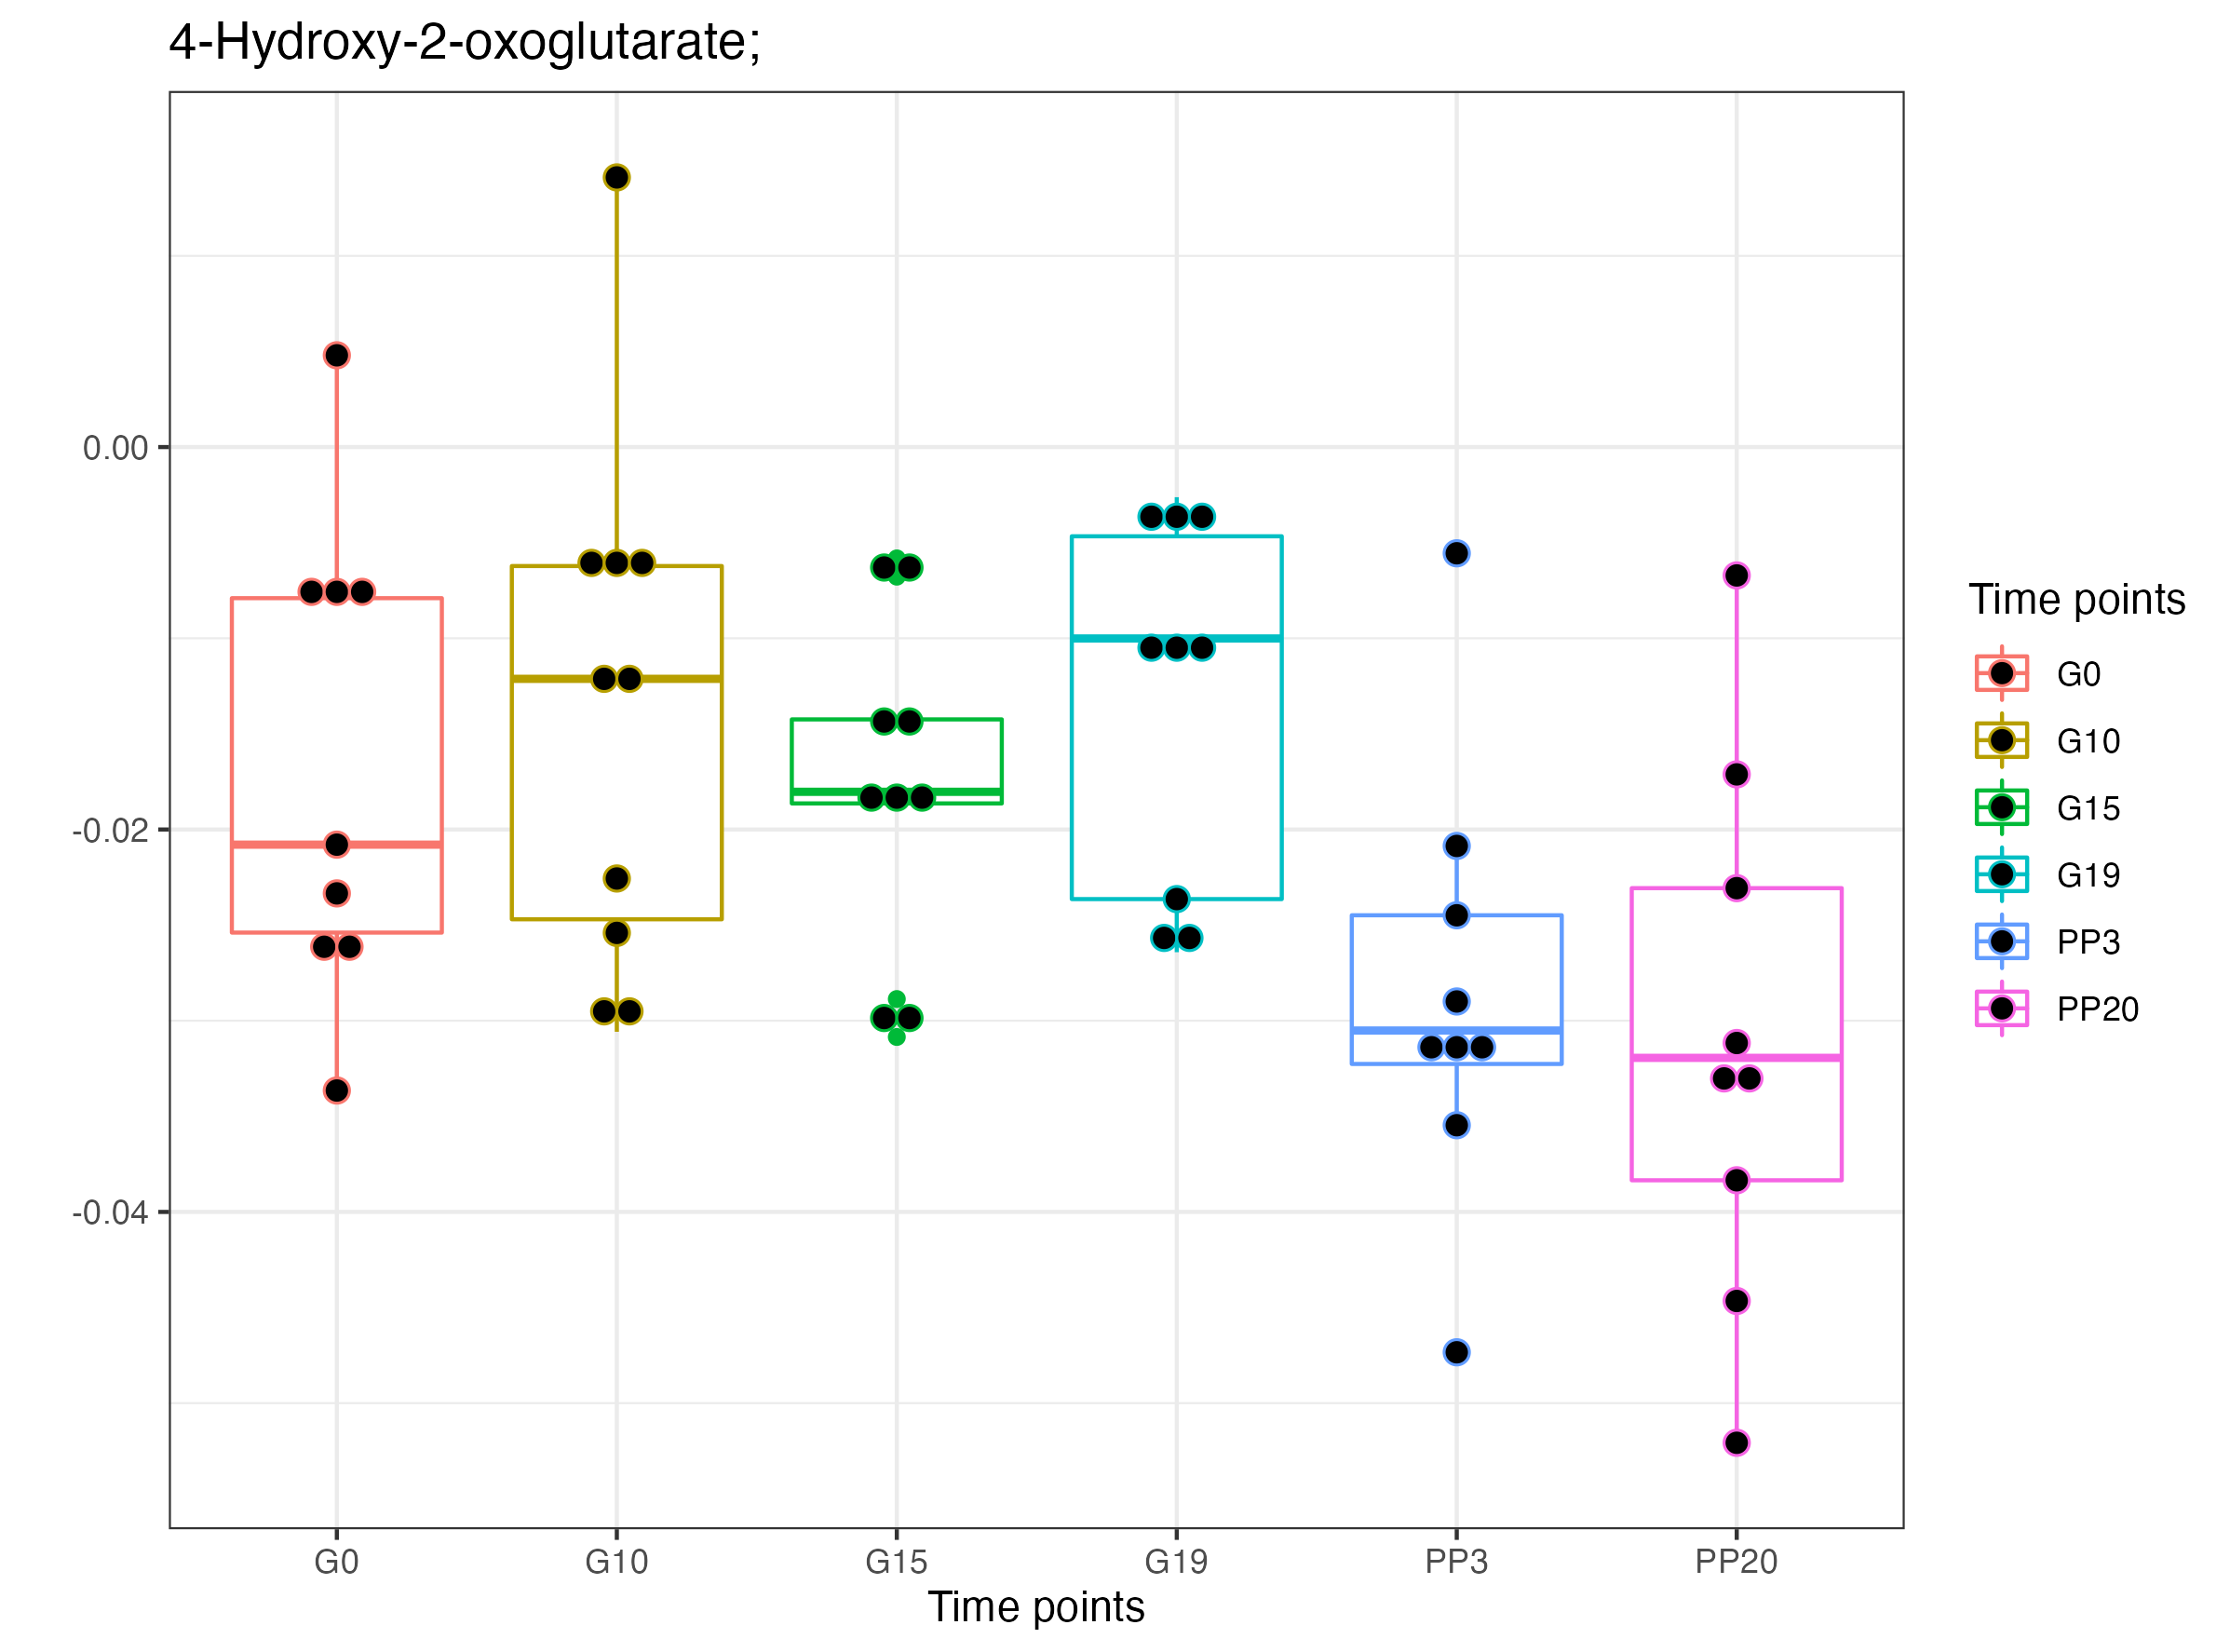 4-Hydroxy-2-oxoglutarate;
0.00
-0.02
-0.04
G0 G10 G15 G19 PP3 PP20
Time points
Time points
G0
G10
G15
G19
PP3
PP20